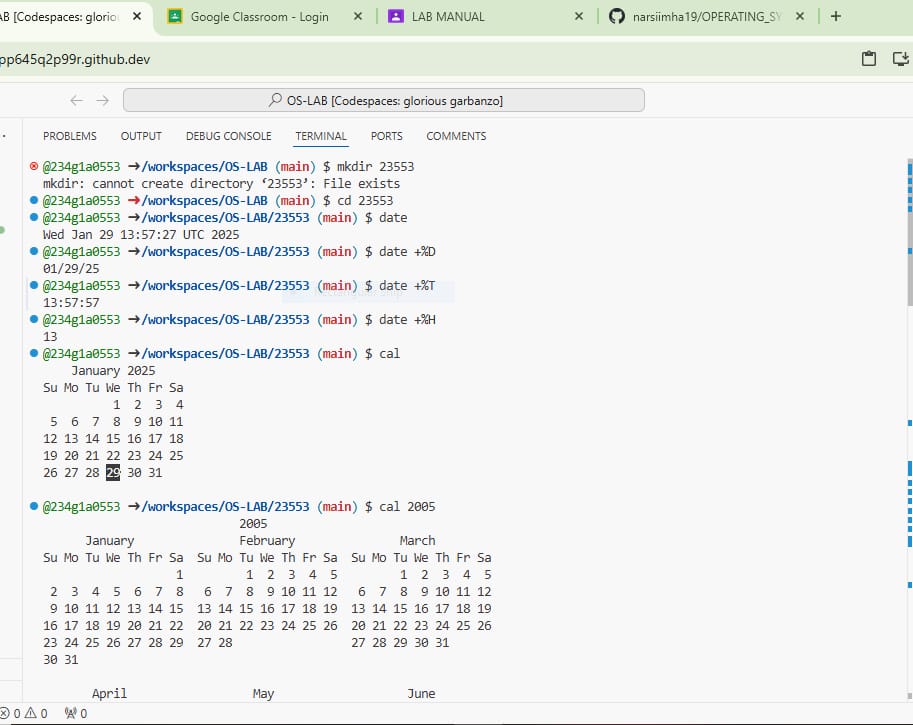 AB [Codespaces: glorio
Google Classroom - Login
LAB MANUAL
narsiimha19/OPERATING_SY
pp645q2p99r.github.dev
OS-LAB [Codespaces: glorious garbanzo]
PROBLEMS OUTPUT DEBUG CONSOLE TERMINAL PORTS COMMENTS
@234g1a0553 ➜/workspaces/OS-LAB (main) $ mkdir 23553
mkdir: cannot create directory ‘23553’: File exists
@234g1a0553 ➜/workspaces/OS-LAB (main) $ cd 23553
@234g1a0553 ➜/workspaces/OS-LAB/23553 (main) $ date
Wed Jan 29 13:57:27 UTC 2025
@234g1a0553 ➜/workspaces/OS-LAB/23553 (main) $ date +%D
01/29/25
@234g1a0553 ➜/workspaces/OS-LAB/23553 (main) $ date +%T
13:57:57
@234g1a0553 ➜/workspaces/OS-LAB/23553 (main) $ date +%H
13
@234g1a0553 ➜/workspaces/OS-LAB/23553 (main) $ cal
    January 2025
Su Mo Tu We Th Fr Sa
          1  2  3  4
 5  6  7  8  9 10 11
12 13 14 15 16 17 18
19 20 21 22 23 24 25
26 27 28 29 30 31
@234g1a0553 ➜/workspaces/OS-LAB/23553 (main) $ cal 2005
                            2005
      January               February               March
Su Mo Tu We Th Fr Sa  Su Mo Tu We Th Fr Sa  Su Mo Tu We Th Fr Sa
                   1         1  2  3  4  5         1  2  3  4  5
 2  3  4  5  6  7  8   6  7  8  9 10 11 12   6  7  8  9 10 11 12
 9 10 11 12 13 14 15  13 14 15 16 17 18 19  13 14 15 16 17 18 19
16 17 18 19 20 21 22  20 21 22 23 24 25 26  20 21 22 23 24 25 26
23 24 25 26 27 28 29  27 28                 27 28 29 30 31
30 31
       April                  May                   June
0 0 0